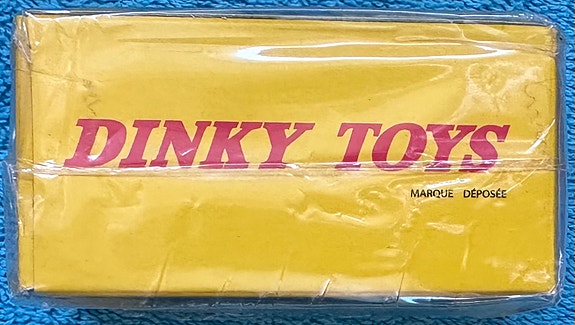 DINKY TOYS
MARQUE DÉPOSÉE